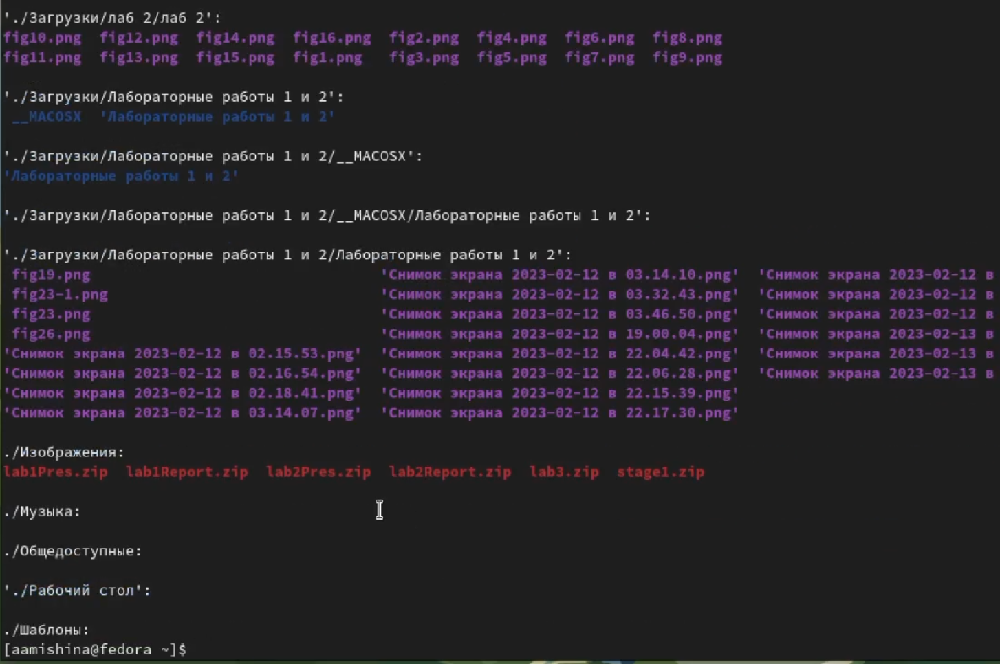 './Загрузки/лаб 2/лаб 2':
fig10.png  fig12.png  fig14.png  fig16.png  fig2.png  fig4.png  fig6.png  fig8.png
fig11.png  fig13.png  fig15.png  fig1.png   fig3.png  fig5.png  fig7.png  fig9.png
'./Загрузки/Лабораторные работы 1 и 2':
__MACOSX  'Лабораторные работы 1 и 2'
'./Загрузки/Лабораторные работы 1 и 2/__MACOSX':
'Лабораторные работы 1 и 2'
'./Загрузки/Лабораторные работы 1 и 2/__MACOSX/Лабораторные работы 1 и 2':
'./Загрузки/Лабораторные работы 1 и 2/Лабораторные работы 1 и 2':
fig19.png  'Снимок экрана 2023-02-12 в 03.14.10.png'  'Снимок экрана 2023-02-12 в
fig23-1.png  'Снимок экрана 2023-02-12 в 03.32.43.png'  'Снимок экрана 2023-02-12 в
fig23.png  'Снимок экрана 2023-02-12 в 03.46.50.png'  'Снимок экрана 2023-02-12 в
fig26.png  'Снимок экрана 2023-02-12 в 19.00.04.png'  'Снимок экрана 2023-02-13 в
'Снимок экрана 2023-02-12 в 02.15.53.png'  'Снимок экрана 2023-02-12 в 22.04.42.png'  'Снимок экрана 2023-02-13 в
'Снимок экрана 2023-02-12 в 02.16.54.png'  'Снимок экрана 2023-02-12 в 22.06.28.png'  'Снимок экрана 2023-02-13 в
'Снимок экрана 2023-02-12 в 02.18.41.png'  'Снимок экрана 2023-02-12 в 22.15.39.png'
'Снимок экрана 2023-02-12 в 03.14.07.png'  'Снимок экрана 2023-02-12 в 22.17.30.png'
./Изображения:
lab1Pres.zip  lab1Report.zip  lab2Pres.zip  lab2Report.zip  lab3.zip  stage1.zip
./Музыка:
./Общедоступные:
'./Рабочий стол':
./Шаблоны:
[aamishina@fedora ~]$